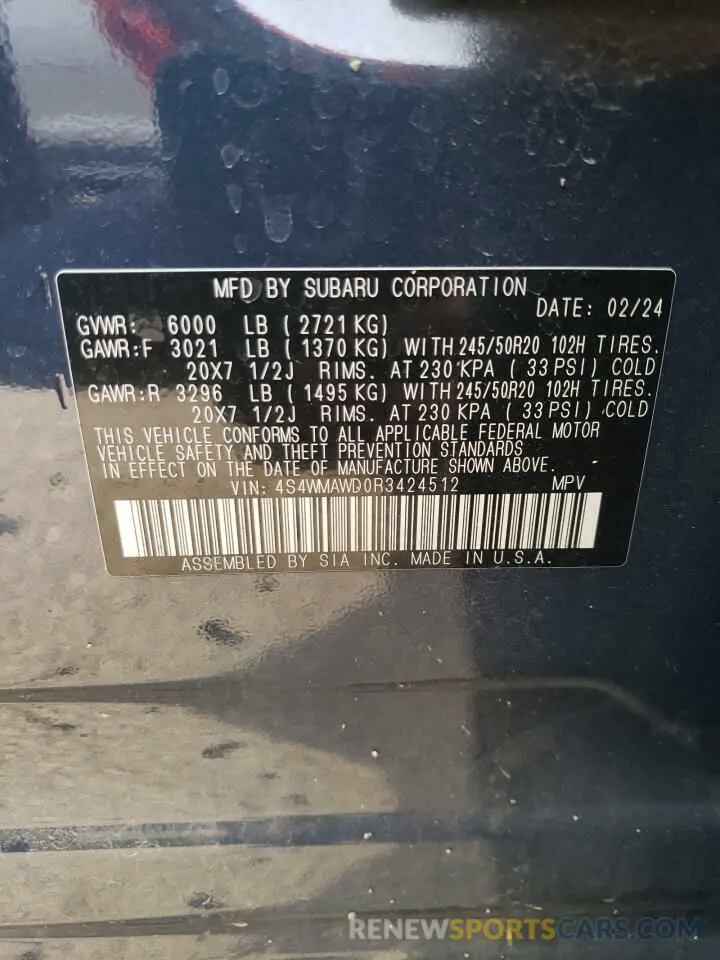 MFD BY SUBARU CORPORATION
DATE: 02/24
GVWR: 6000 LB ( 2721 KG)
GAWR:F 3021 LB ( 1370 KG) WITH 245/50R20 102H TIRES.
20X7 1/2J RIMS. AT 230 KPA ( 33 PSI) COLD
GAWR:R 3296 LB ( 1495 KG) WITH 245/50R20 102H TIRES.
20X7 1/2J RIMS. AT 230 KPA ( 33 PSI) COLD
THIS VEHICLE CONFORMS TO ALL APPLICABLE FEDERAL MOTOR
VEHICLE SAFETY AND THEFT PREVENTION STANDARDS
IN EFFECT ON THE DATE OF MANUFACTURE SHOWN ABOVE.
VIN: 4S4WMAWD0R3424512 MPV
ASSEMBLED BY SIA INC. MADE IN U.S.A.
RENEWSPORTSCARS.COM